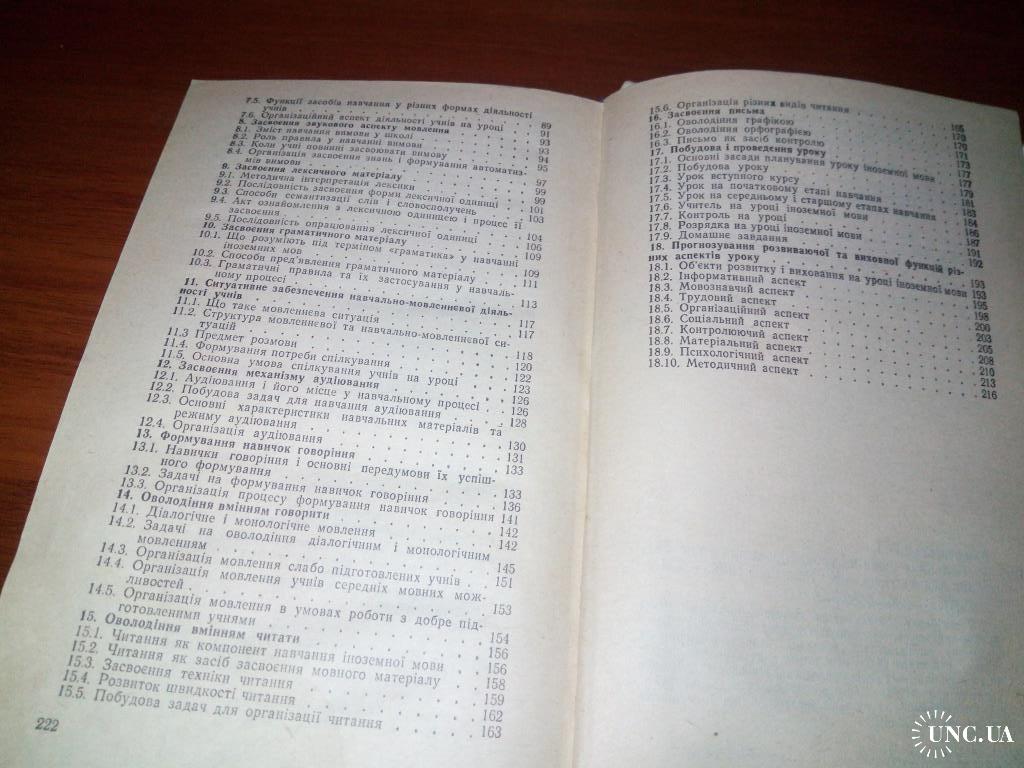 7.5. Функції засобів навчання у різних формах діяльності
учнів . . . . . . . . 89
7.6. Організаційний аспект діяльності учнів на уроці . . 91
8. Засвоєння звукового аспекту мовлення . . . . 93
8.1. Зміст навчання вимови у школі . . . . 93
8.2. Роль правила у навчанні вимови . . . . 94
8.3. Коли учні повинні засвоювати вимову . . . . 95
8.4. Організація засвоєння знань і формування автоматиз-
мів вимови . . . . . . . . 97
9. Засвоєння лексичного матеріалу . . . . 99
9.1. Методична інтерпретація лексики . . . . 99
9.2. Послідовність засвоєння форм лексичної одиниці . . 101
9.3. Способи семантизації слів і словосполучень . . 103
9.4. Акт ознайомлення з лексичною одиницею і процес її
засвоєння . . . . . . . . 104
9.5. Послідовність опрацювання лексичної одиниці . . 106
10. Засвоєння граматичного матеріалу . . . . 109
10.1. Що розуміють під терміном «граматика» у навчанні
іноземних мов . . . . . . . . 109
10.2. Способи пред'явлення граматичного матеріалу . . 111
10.3. Граматичні правила та їх застосування у навчаль-
ному процесі . . . . . . . . 113
11. Ситуативне забезпечення навчально-мовленнєвої діяль-
ності учнів . . . . . . . . 117
11.1. Що таке мовленнєва ситуація . . . . 117
11.2. Структура мовленнєвої та навчально-мовленнєвої си-
туацій . . . . . . . . 118
11.3 Предмет розмови . . . . . . 120
11.4. Формування потреби спілкування . . . . 122
11.5. Основна умова спілкування учнів на уроці . . 123
12. Засвоєння механізму аудіювання . . . . 126
12.1. Аудіювання і його місце у навчальному процесі . . 126
12.2. Побудова задач для навчання аудіювання . . 128
12.3. Основні характеристики навчальних матеріалів та
режиму аудіювання . . . . . . 130
12.4. Організація аудіювання . . . . . . 131
13. Формування навичок говоріння . . . . 133
13.1. Навички говоріння і основні передумови їх успіш-
ного формування . . . . . . 133
13.2. Задачі на формування навичок говоріння . . 136
13.3. Організація процесу формування навичок говоріння 141
14. Оволодіння вмінням говорити . . . . 142
14.1. Діалогічне і монологічне мовлення . . . . 142
14.2. Задачі на оволодіння діалогічним і монологічним
мовленням . . . . . . . . 145
14.3. Організація мовлення слабо підготовлених учнів . . 151
14.4. Організація мовлення учнів середніх мовних мож-
ливостей . . . . . . . . 153
14.5. Організація мовлення в умовах роботи з добре під-
готовленими учнями . . . . . . 154
15. Оволодіння вмінням читати . . . . 156
15.1. Читання як компонент навчання іноземної мови . . 156
15.2. Читання як засіб засвоєння мовного матеріалу . . 158
15.3. Засвоєння техніки читання . . . . 159
15.4. Розвиток швидкості читання . . . . 162
15.5. Побудова задач для організації читання . . . . 163
222
15.6. Організація різних видів читання . . . . 165
16. Засвоєння письма . . . . . . 170
16.1. Оволодіння графікою . . . . . . 170
16.2. Оволодіння орфографією . . . . . . 171
16.3. Письмо як засіб контролю . . . . 173
17. Побудова і проведення уроку . . . . 177
17.1. Основні засади планування уроку іноземної мови . 177
17.2. Побудова уроку . . . . . . 179
17.3. Урок вступного курсу . . . . . . 181
17.4. Урок на початковому етапі навчання . . . . 183
17.5. Урок на середньому і старшому етапах навчання . 184
17.6. Учитель на уроці іноземної мови . . . . 186
17.7. Контроль на уроці . . . . . . 187
17.8. Розрядка на уроці іноземної мови . . . . 191
17.9. Домашнє завдання . . . . . . 192
18. Прогнозування розвиваючої та виховної функцій різ-
них аспектів уроку . . . . . . 193
18.1. Об'єкти розвитку і виховання на уроці іноземної мови 193
18.2. Інформативний аспект . . . . . . 195
18.3. Мовознавчий аспект . . . . . . 198
18.4. Трудовий аспект . . . . . . 200
18.5. Організаційний аспект . . . . . . 203
18.6. Соціальний аспект . . . . . . 205
18.7. Контролюючий аспект . . . . . . 208
18.8. Матеріальний аспект . . . . . . 210
18.9. Психологічний аспект . . . . . . 213
18.10. Методичний аспект . . . . . . 216
UNC.UA